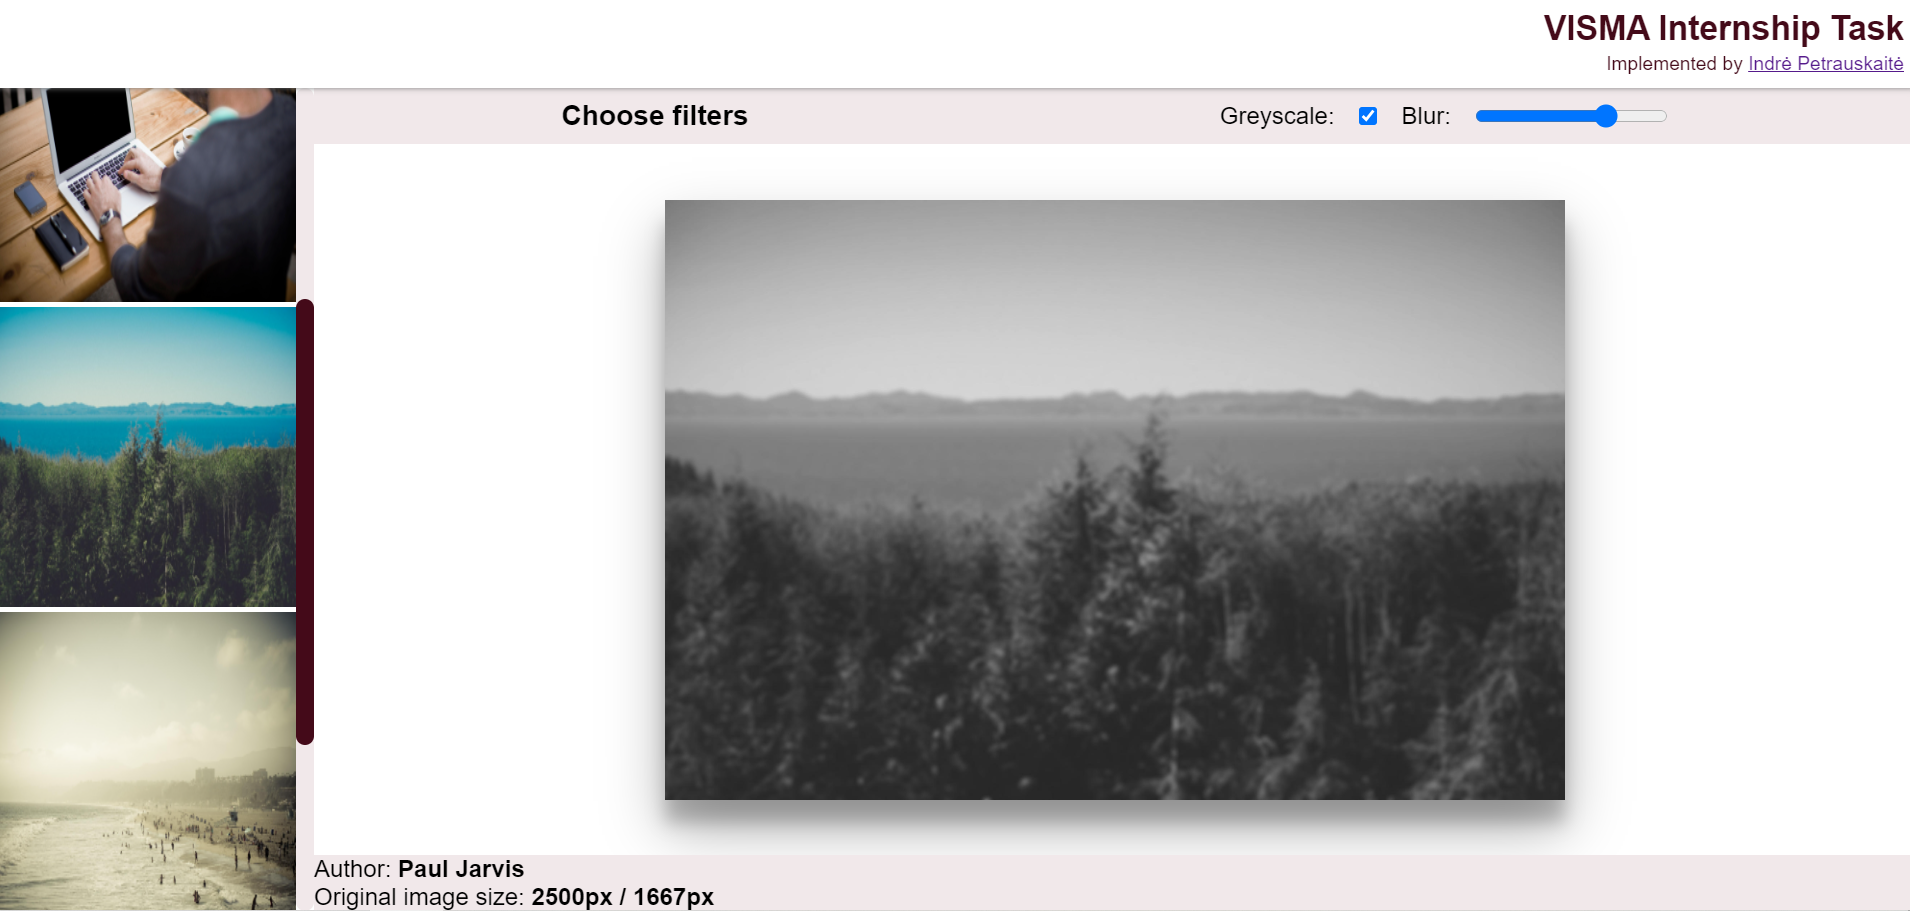 VISMA Internship Task
Implemented by Indrė Petrauskaitė
Choose filters
Greyscale:
Blur:
Author: Paul Jarvis
Original image size: 2500px / 1667px